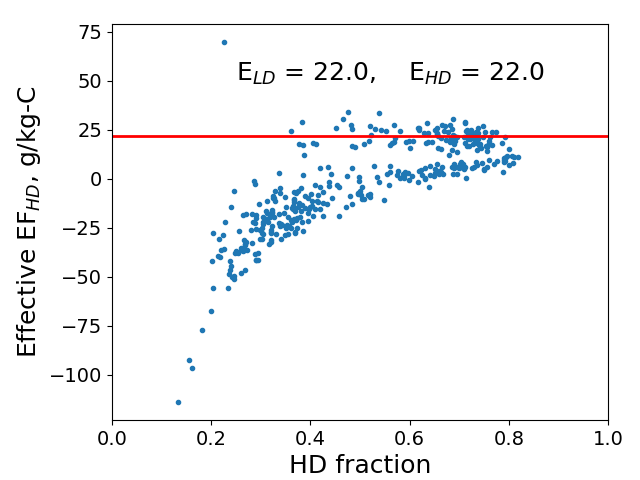 E_LD = 22.0, E_HD = 22.0
Effective EF_HD, g/kg-C
75
50
25
0
−25
−50
−75
−100
0.0 0.2 0.4 0.6 0.8 1.0
HD fraction